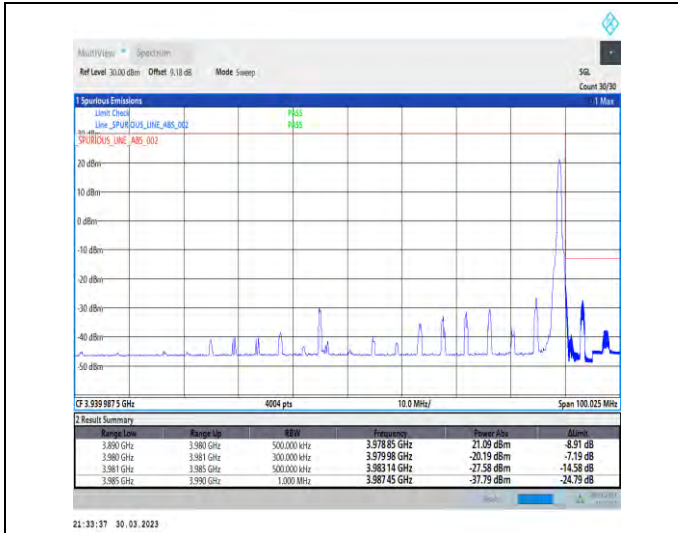 MultiView Spectrum
Ref Level 30.00 dBm Offset 9.18 dB Mode Sweep SGL
Count 30/30
1 Spurious Emissions 1 Max
Limit Check PASS
Line _SPURIOUS_LINE_ABS_002 PASS
30 dBm
_SPURIOUS_LINE_ABS_002
20 dBm
10 dBm
0 dBm
-10 dBm
-20 dBm
-30 dBm
-40 dBm
-50 dBm
CF 3.939 987 5 GHz 4004 pts 10.0 MHz/ Span 100.025 MHz
2 Result Summary
Range Low Range Up RBW Frequency Power Abs ΔLimit
3.890 GHz 3.980 GHz 500.000 kHz 3.978 85 GHz 21.09 dBm -8.91 dB
3.980 GHz 3.981 GHz 300.000 kHz 3.979 98 GHz -20.19 dBm -7.19 dB
3.981 GHz 3.985 GHz 500.000 kHz 3.983 14 GHz -27.58 dBm -14.58 dB
3.985 GHz 3.990 GHz 1.000 MHz 3.987 45 GHz -37.79 dBm -24.79 dB
21:33:37 30.03.2023